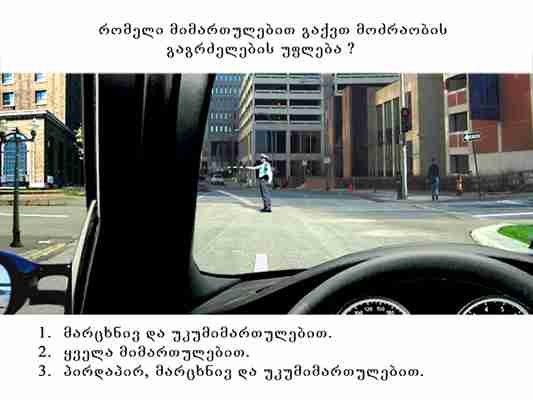 რომელი მიმართულებით გაქვთ მოძრაობის
გაგრძელების უფლება ?
1. მარცხნივ და უკუმიმართულებით.
2. ყველა მიმართულებით.
3. პირდაპირ, მარცხნივ და უკუმიმართულებით.